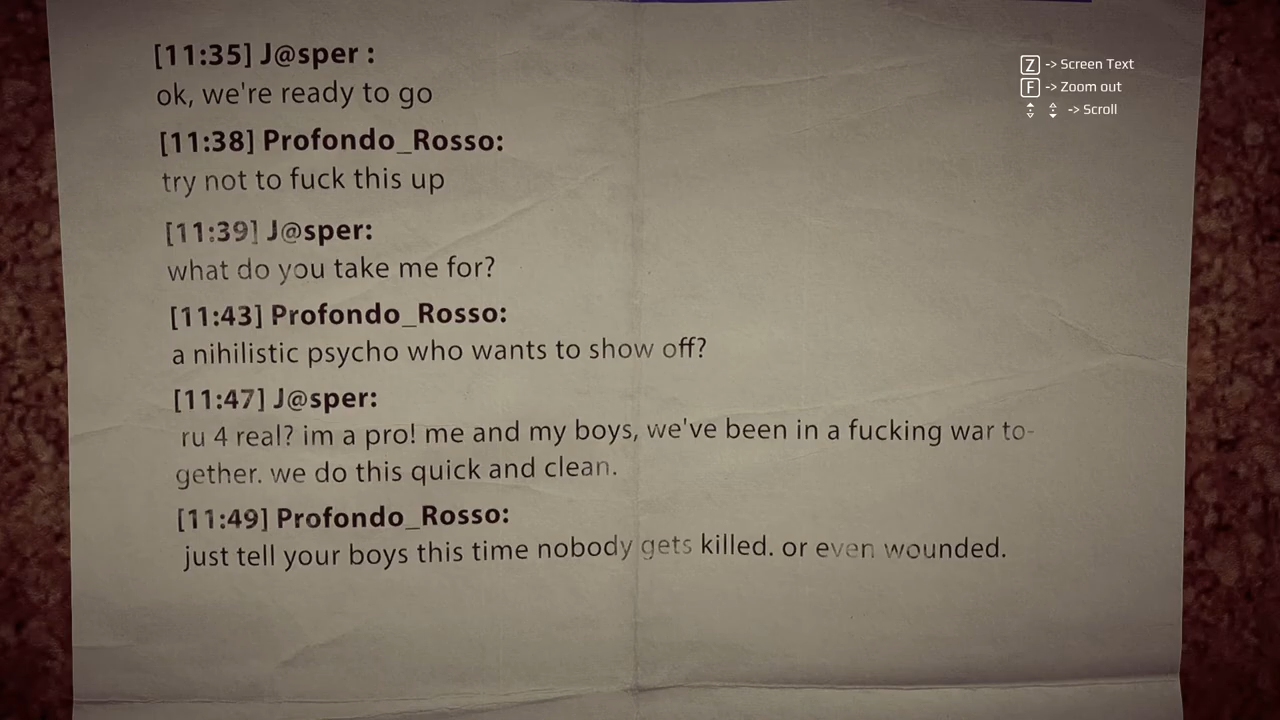 [11:35] J@sper :
ok, we're ready to go
[11:38] Profondo_Rosso:
try not to fuck this up
[11:39] J@sper:
what do you take me for?
[11:43] Profondo_Rosso:
a nihilistic psycho who wants to show off?
[11:47] J@sper:
ru 4 real? im a pro! me and my boys, we've been in a fucking war to-
gether. we do this quick and clean.
[11:49] Profondo_Rosso:
just tell your boys this time nobody gets killed. or even wounded.
Z -> Screen Text
F -> Zoom out
-> Scroll